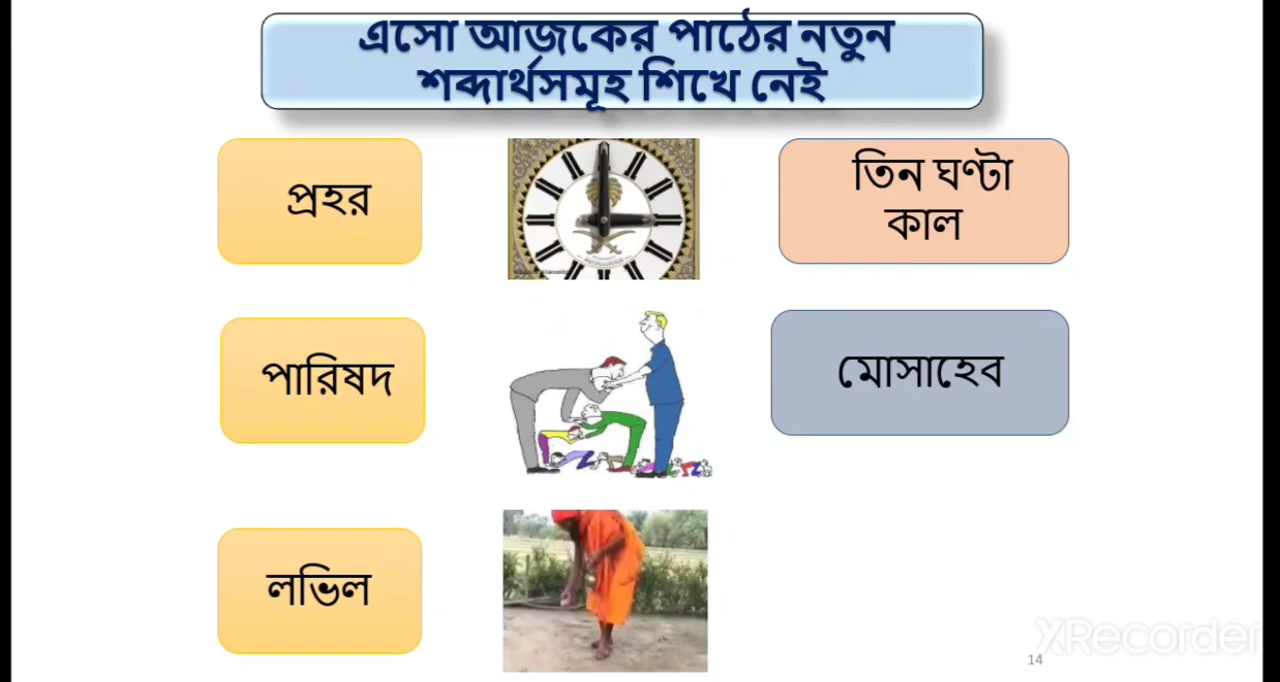 এসো আজকের পাঠের নতুন
শব্দার্থসমূহ শিখে নেই
প্রহর
তিন ঘণ্টা
কাল
পারিষদ
মোসাহেব
লভিল
XRecorder
14